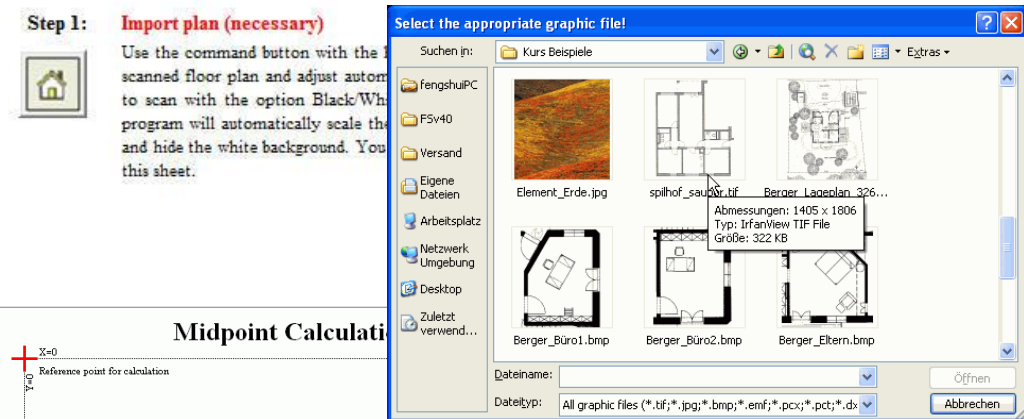 Step 1:
Import plan (necessary)
Use the command button with the
scanned floor plan and adjust autom
to scan with the option Black/Wh
program will automatically scale the
and hide the white background. You
this sheet.
Midpoint Calculati
X=0
Y=0
Reference point for calculation
Select the appropriate graphic file!
Suchen in:
Kurs Beispiele
Extras
fengshuiPC
FSv40
Versand
Eigene
Dateien
Arbeitsplatz
Netzwerk
Umgebung
Desktop
Zuletzt
verwend...
Element_Erde.jpg
spilhof_sauber.tif
Berger_Lageplan_326...
Abmessungen: 1405 x 1806
Typ: IrfanView TIF File
Größe: 322 KB
Berger_Büro1.bmp
Berger_Büro2.bmp
Berger_Eltern.bmp
Dateiname:
Öffnen
Dateityp:
All graphic files (*.tif;*.jpg;*.bmp;*.emf;*.pcx;*.pct;*.dx
Abbrechen